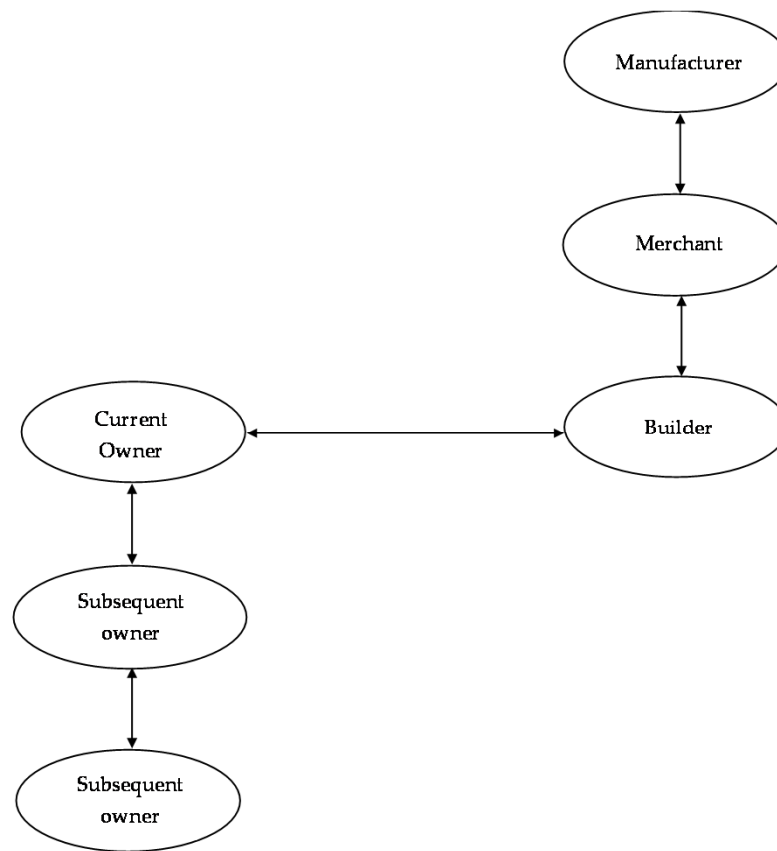 Manufacturer
Merchant
Current
Owner
Builder
Subsequent
owner
Subsequent
owner